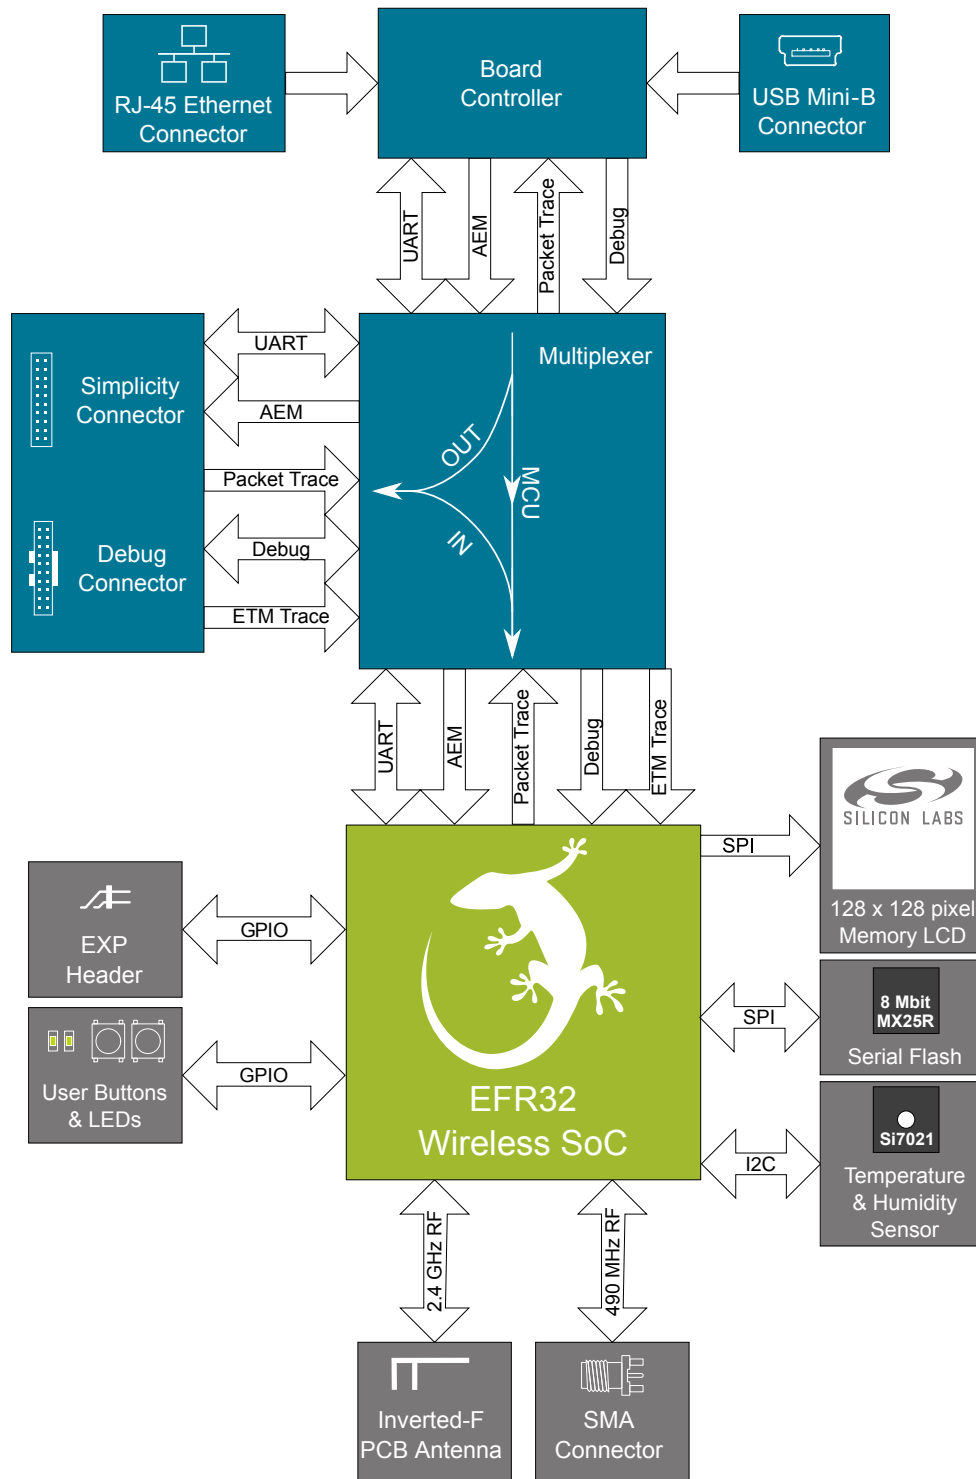 RJ-45 Ethernet
Connector
Board
Controller
USB Mini-B
Connector
UART
AEM
Packet Trace
Debug
Simplicity
Connector
Debug
Connector
UART
AEM
Packet Trace
Debug
ETM Trace
Multiplexer
OUT
MCU
IN
UART
AEM
Packet Trace
Debug
ETM Trace
SILICON LABS
128 x 128 pixel
Memory LCD
SPI
EXP
Header
GPIO
User Buttons
& LEDs
GPIO
EFR32
Wireless SoC
SPI
8 Mbit
MX25R
Serial Flash
I2C
Si7021
Temperature
& Humidity
Sensor
2.4 GHz RF
490 MHz RF
Inverted-F
PCB Antenna
SMA
Connector